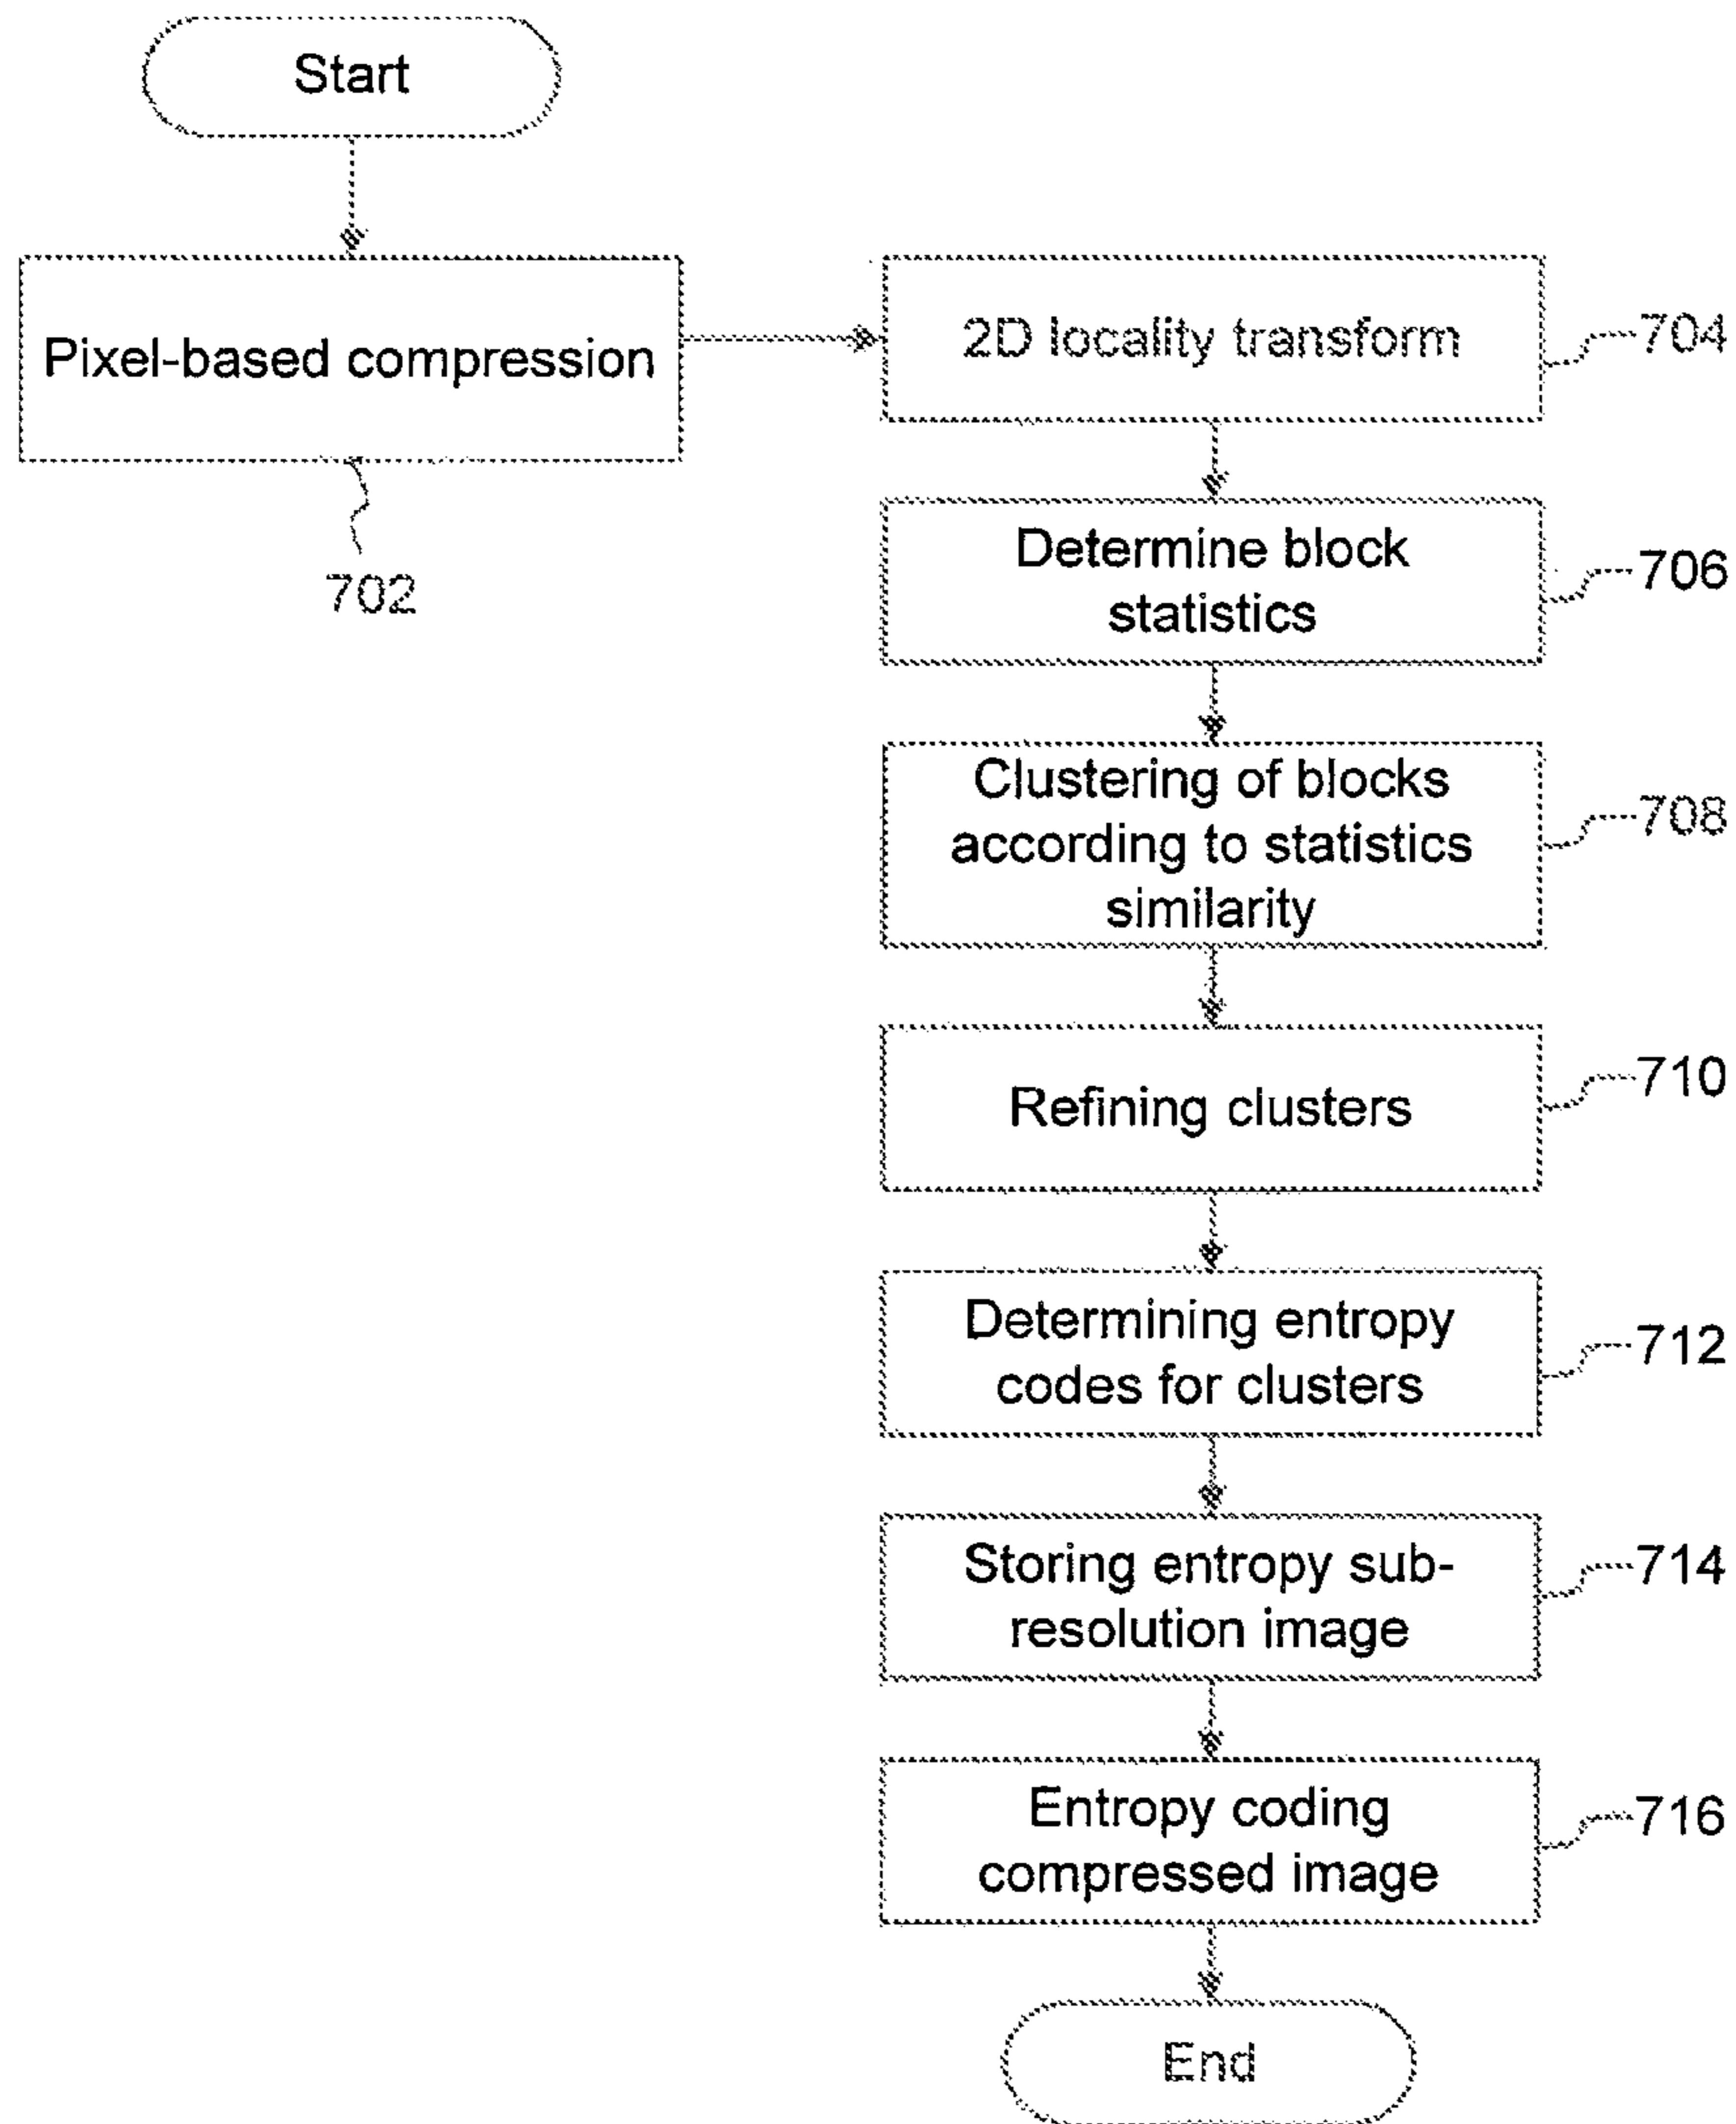 Start
Pixel-based compression
702
2D locality transform
704
Determine block
statistics
706
Clustering of blocks
according to statistics
similarity
708
Refining clusters
710
Determining entropy
codes for clusters
712
Storing entropy sub-
resolution image
714
Entropy coding
compressed image
716
End